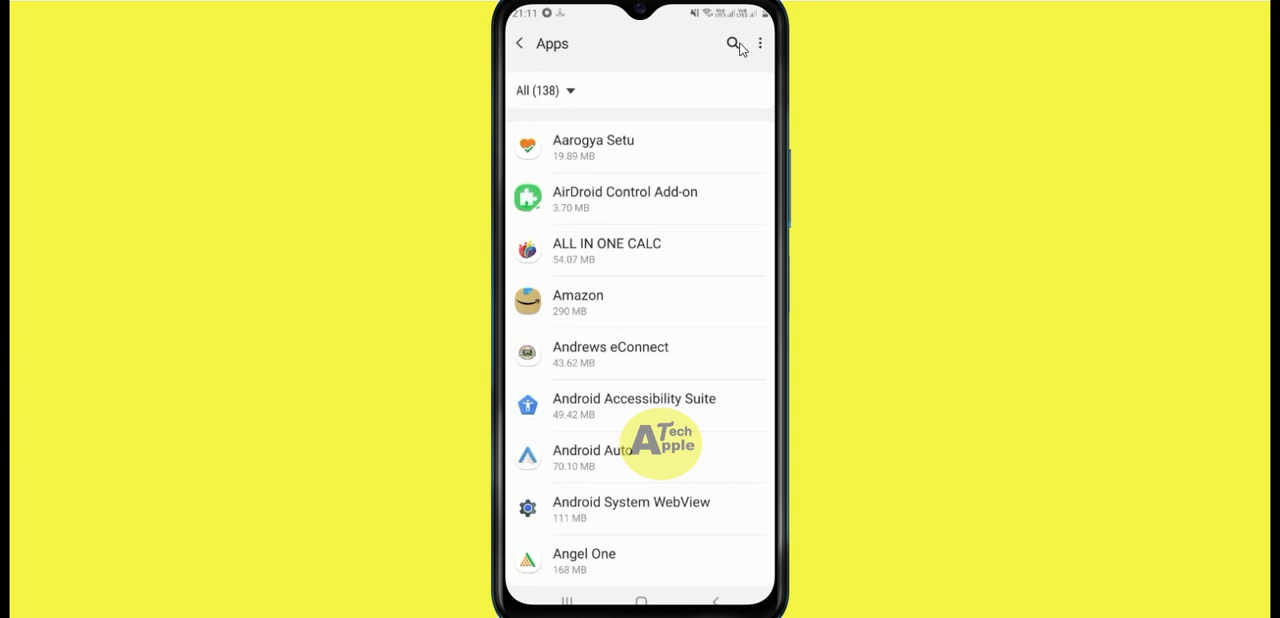 21:11
Apps
All (138)
Aarogya Setu
19.89 MB
AirDroid Control Add-on
3.70 MB
ALL IN ONE CALC
54.07 MB
Amazon
290 MB
Andrews eConnect
43.62 MB
Android Accessibility Suite
49.42 MB
ATech
Apple
Android Auto
70.10 MB
Android System WebView
111 MB
Angel One
168 MB